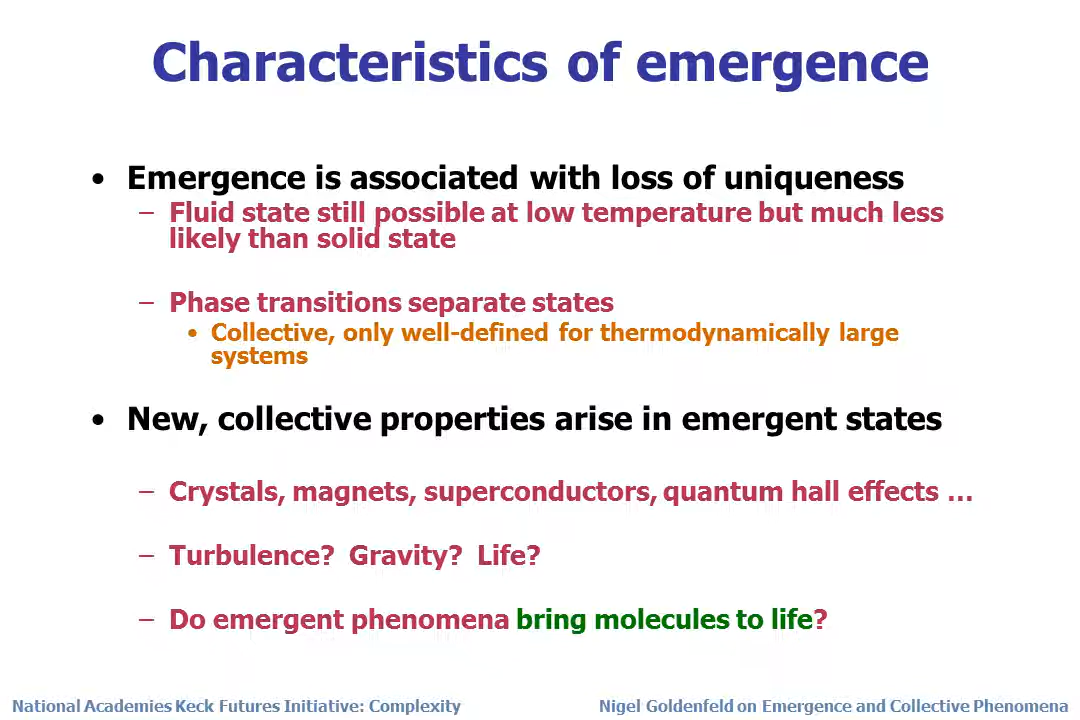 Characteristics of emergence
• Emergence is associated with loss of uniqueness
– Fluid state still possible at low temperature but much less
likely than solid state
– Phase transitions separate states
• Collective, only well-defined for thermodynamically large
systems
• New, collective properties arise in emergent states
– Crystals, magnets, superconductors, quantum hall effects ...
– Turbulence? Gravity? Life?
– Do emergent phenomena bring molecules to life?
National Academies Keck Futures Initiative: Complexity
Nigel Goldenfeld on Emergence and Collective Phenomena